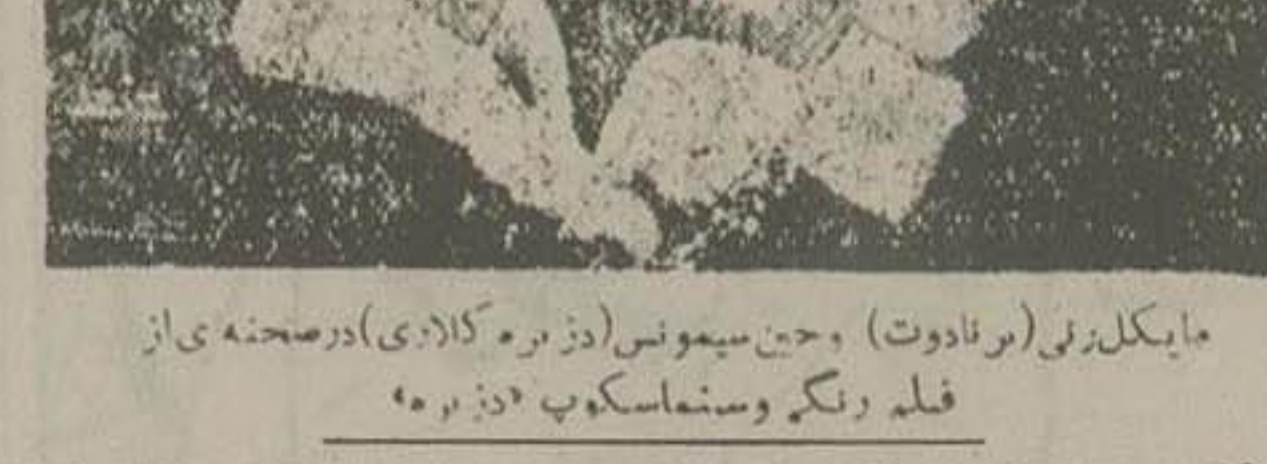 مایکل رنی (برنادوت) و جین سیمونس (دزیره کلاری) در صحنه ی از
فیلم رنگی و سینماسکوپ «دزیره»